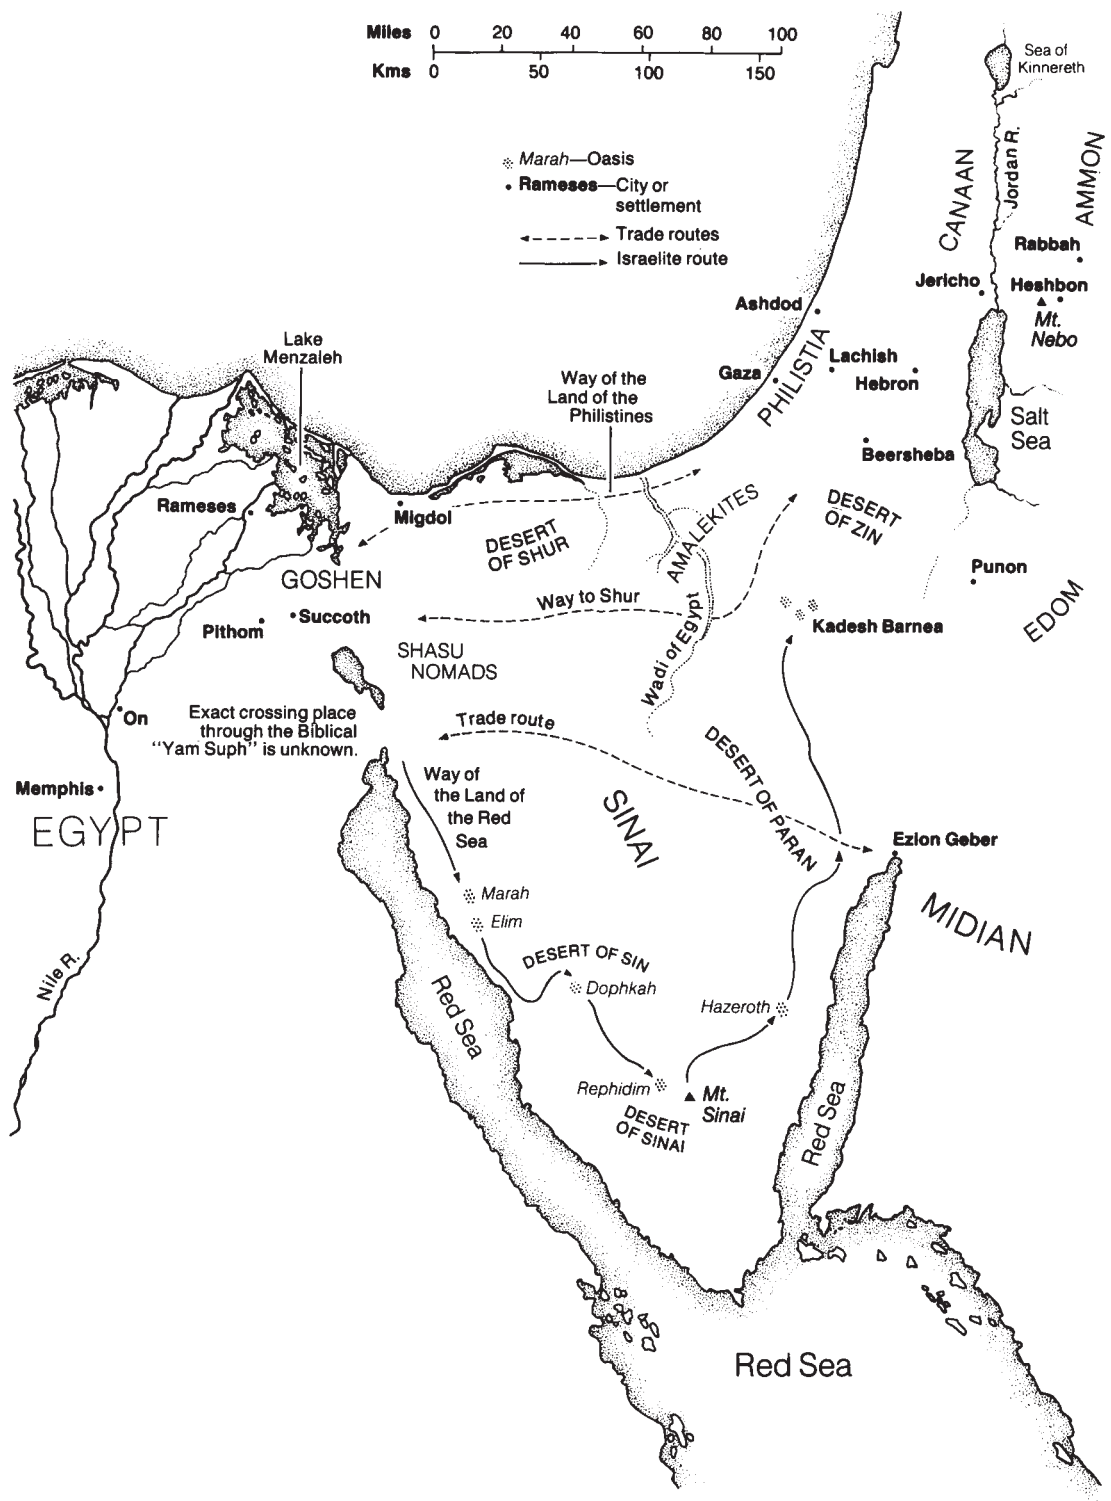 Miles 0 20 40 60 80 100
Kms 0 50 100 150
Sea of
Kinnereth
Marah—Oasis
Rameses—City or
settlement
Trade routes
Israelite route
CANAAN
Jordan R.
AMMON
Rabbah
Jericho
Heshbon
Mt.
Nebo
Ashdod
PHILISTIA
Lachish
Hebron
Gaza
Lake
Menzaleh
Way of the
Land of the
Philistines
Salt
Sea
Beersheba
Rameses
Migdol
DESERT
OF SHUR
AMALEKITES
DESERT
OF ZIN
GOSHEN
Punon
EDOM
Way to Shur
Succoth
Pithom
Kadesh Barnea
SHASU
NOMADS
Wadi of Egypt
On
Exact crossing place
through the Biblical
"Yam Suph" is unknown.
Trade route
DESERT OF PARAN
Memphis
EGYPT
Way of
the Land of
the Red
Sea
SINAI
Ezion Geber
Marah
Elim
MIDIAN
DESERT OF SIN
Nile R.
Dophkah
Red Sea
Hazeroth
Rephidim
Mt.
Sinai
DESERT
OF SINAI
Red Sea
Red Sea